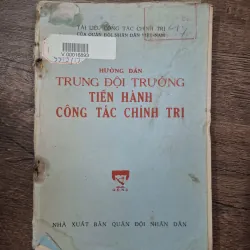 TÀI LIỆU CÔNG TÁC CHÍNH TRỊ
CỦA QUÂN ĐỘI NHÂN DÂN VIỆT NAM
HƯỚNG DẪN
TRUNG ĐỘI TRƯỞNG
TIẾN HÀNH
CÔNG TÁC CHÍNH TRỊ
NHÀ XUẤT BẢN QUÂN ĐỘI NHÂN DÂN